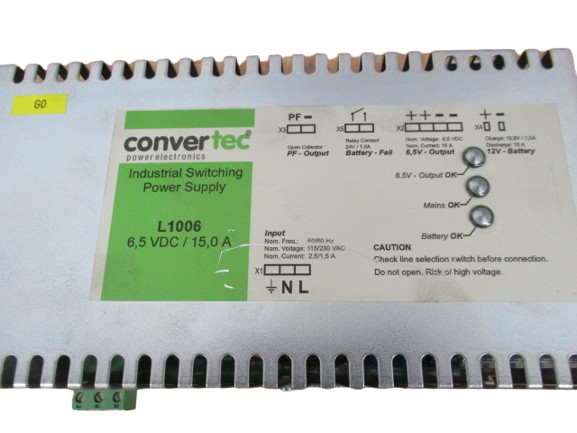 GO
convertec®
powerelectronics
Industrial Switching
Power Supply
L1006
6,5 VDC / 15,0 A
PF –
X3
Open Collector
PF - Output
X5
Relay Contact
24V / 1,0A
Battery - Fail
+ + – –
X2
Nom. Voltage: 6,5 VDC
Nom. Current: 15 A
6,5V - Output
+ –
X4
Charge: 13,8V / 1,0A
Discharge: 15 A
12V - Battery
6,5V - Output OK
Mains OK
Battery OK
Input
Nom. Freq.: 50/60 Hz
Nom. Voltage: 115/230 VAC
Nom. Current: 2,5/1,5 A
X1
N L
CAUTION
Check line selection switch before connection.
Do not open. Risk of high voltage.